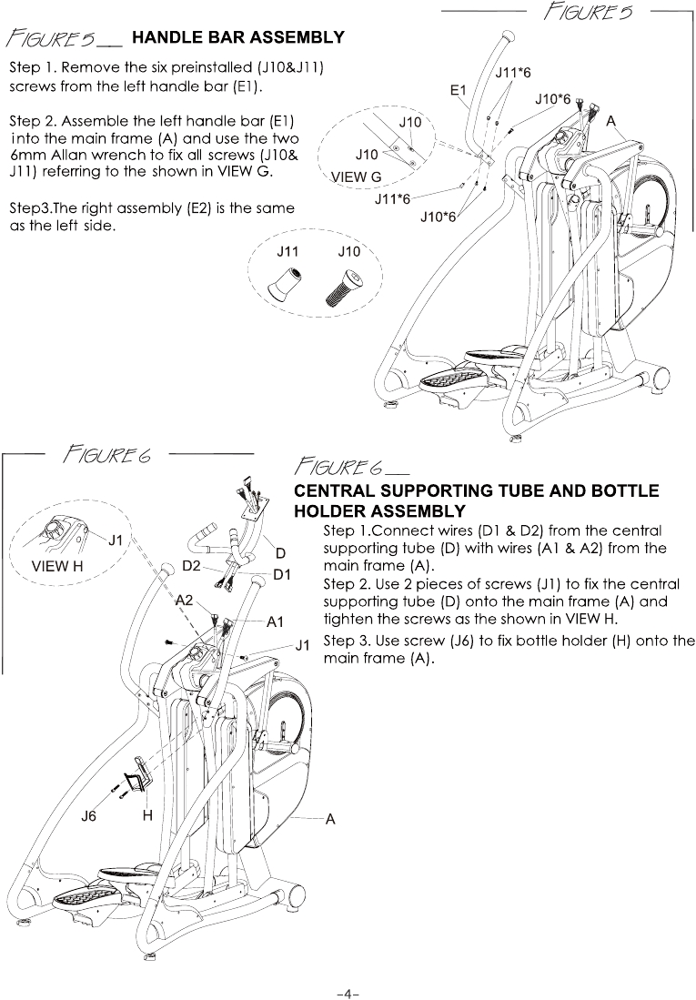 FIGURE 5
FIGURE 5__ HANDLE BAR ASSEMBLY
Step 1. Remove the six preinstalled (J10&J11)
screws from the left handle bar (E1).
Step 2. Assemble the left handle bar (E1)
into the main frame (A) and use the two
6mm Allan wrench to fix all screws (J10&
J11) referring to the shown in VIEW G.
Step3.The right assembly (E2) is the same
as the left side.
J11*6
E1
J10*6
A
J10
J10
VIEW G
J11*6
J10*6
J11
J10
FIGURE 6
FIGURE 6__
CENTRAL SUPPORTING TUBE AND BOTTLE
HOLDER ASSEMBLY
Step 1.Connect wires (D1 & D2) from the central
supporting tube (D) with wires (A1 & A2) from the
main frame (A).
Step 2. Use 2 pieces of screws (J1) to fix the central
supporting tube (D) onto the main frame (A) and
tighten the screws as the shown in VIEW H.
Step 3. Use screw (J6) to fix bottle holder (H) onto the
main frame (A).
J1
VIEW H
D
D2
D1
A2
A1
J1
J6
H
A
-4-